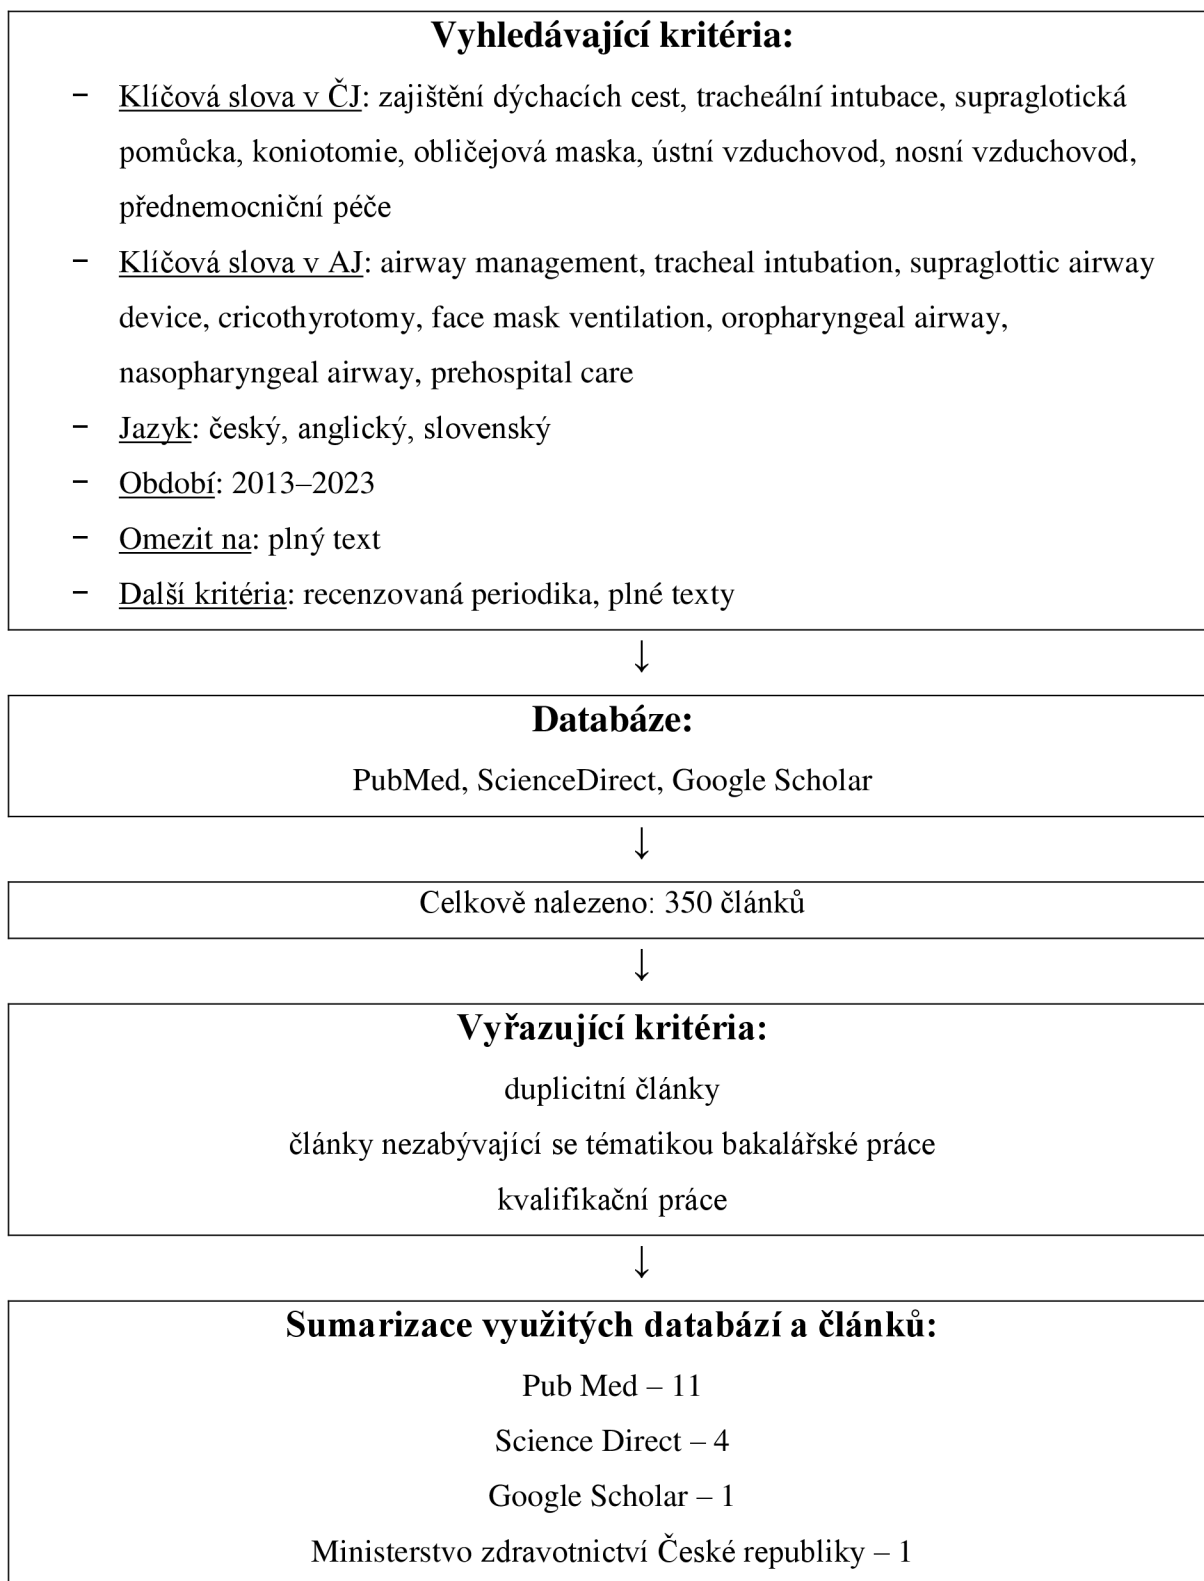 Vyhledávající kritéria:
− Klíčová slova v ČJ: zajištění dýchacích cest, tracheální intubace, supraglotická
pomůcka, koniotomie, obličejová maska, ústní vzduchovod, nosní vzduchovod,
přednemocniční péče
− Klíčová slova v AJ: airway management, tracheal intubation, supraglottic airway
device, cricothyrotomy, face mask ventilation, oropharyngeal airway,
nasopharyngeal airway, prehospital care
− Jazyk: český, anglický, slovenský
− Období: 2013–2023
− Omezit na: plný text
− Další kritéria: recenzovaná periodika, plné texty
↓
Databáze:
PubMed, ScienceDirect, Google Scholar
↓
Celkově nalezeno: 350 článků
↓
Vyřazující kritéria:
duplicitní články
články nezabývající se tématikou bakalářské práce
kvalifikační práce
↓
Sumarizace využitých databází a článků:
Pub Med – 11
Science Direct – 4
Google Scholar – 1
Ministerstvo zdravotnictví České republiky – 1